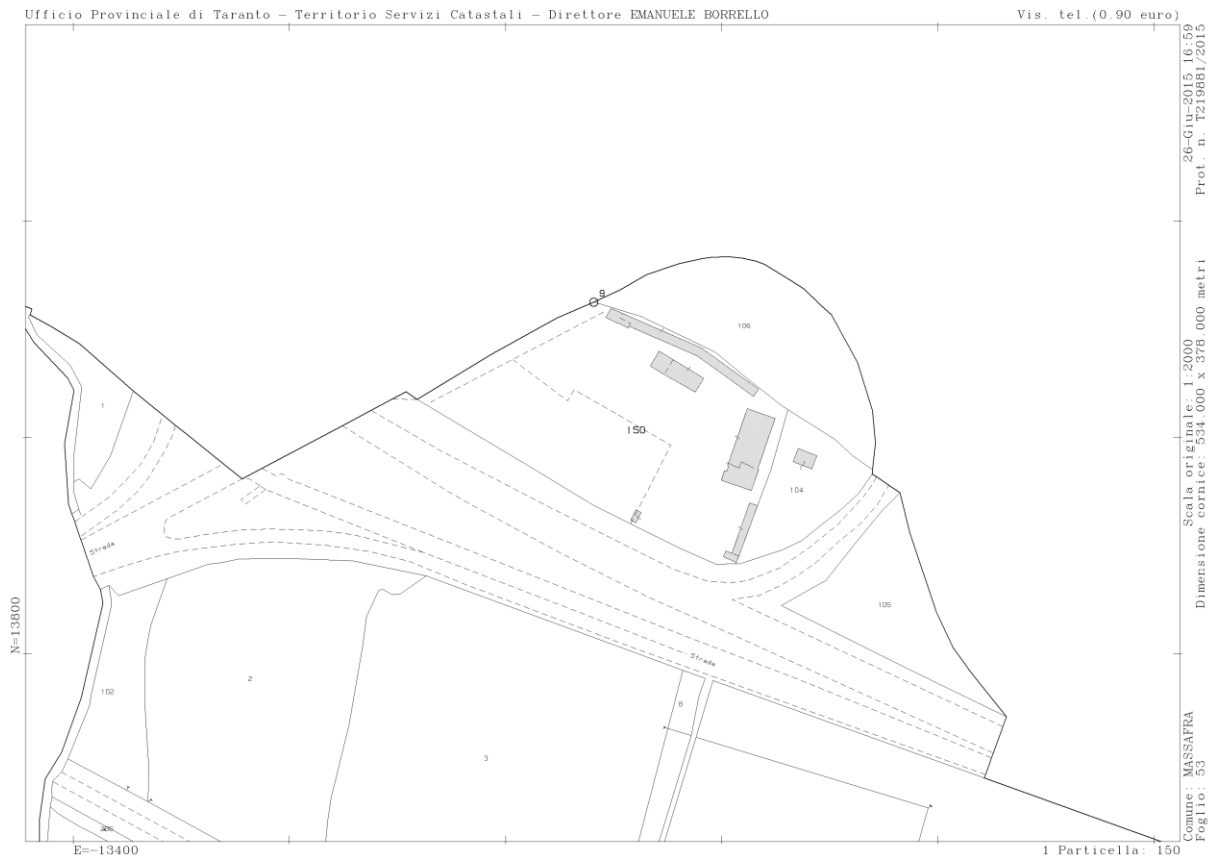 Ufficio Provinciale di Taranto - Territorio Servizi Catastali - Direttore EMANUELE BORRELLO
Vis. tel.(0.90 euro)
26-Giu-2015 16:59
Prot. n. T219881/2015
Scala originale: 1:2000
Dimensione cornice: 534.000 x 378.000 metri
Comune: MASSAFRA
Foglio: 53
1 Particella: 150
N=13800
E=-13400
9
106
1
150
104
Strada
105
Strada
2
102
8
3